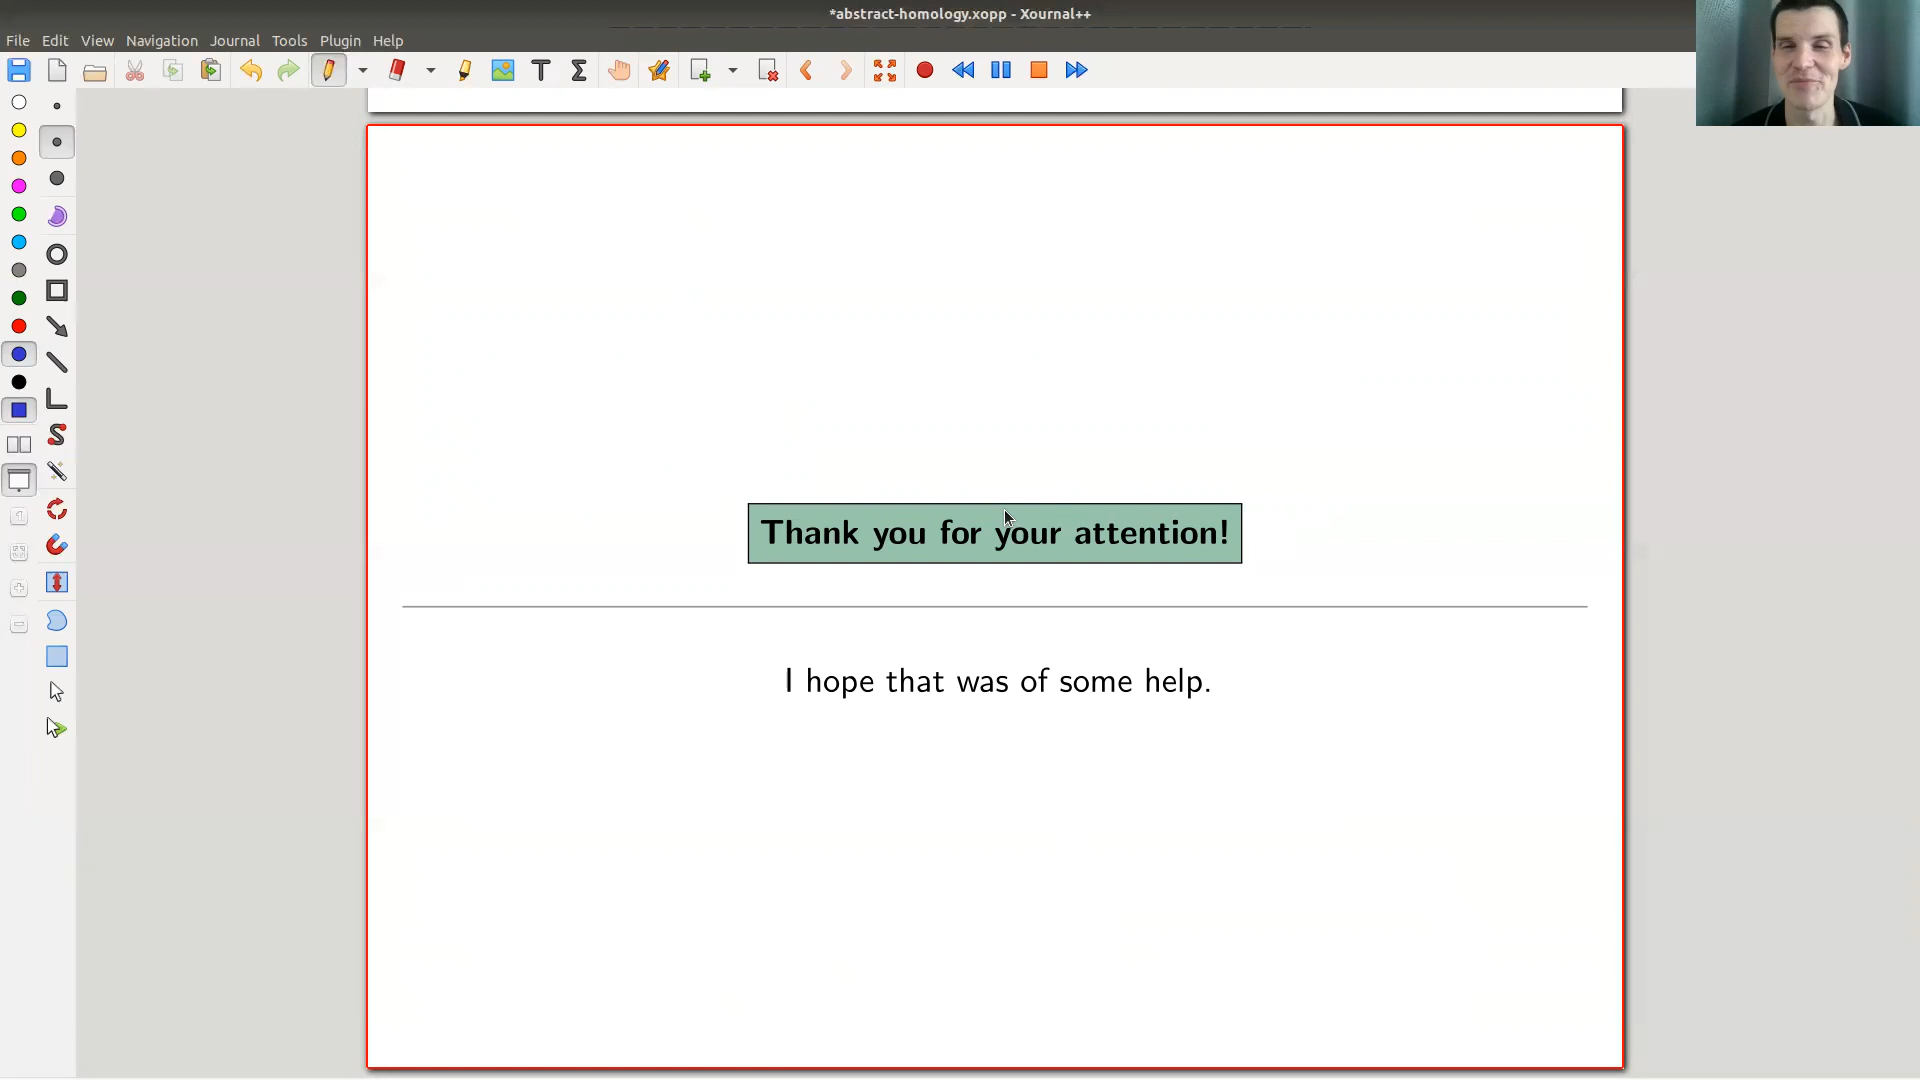 *abstract-homology.xopp - Xournal++
File Edit View Navigation Journal Tools Plugin Help
Thank you for your attention!
I hope that was of some help.